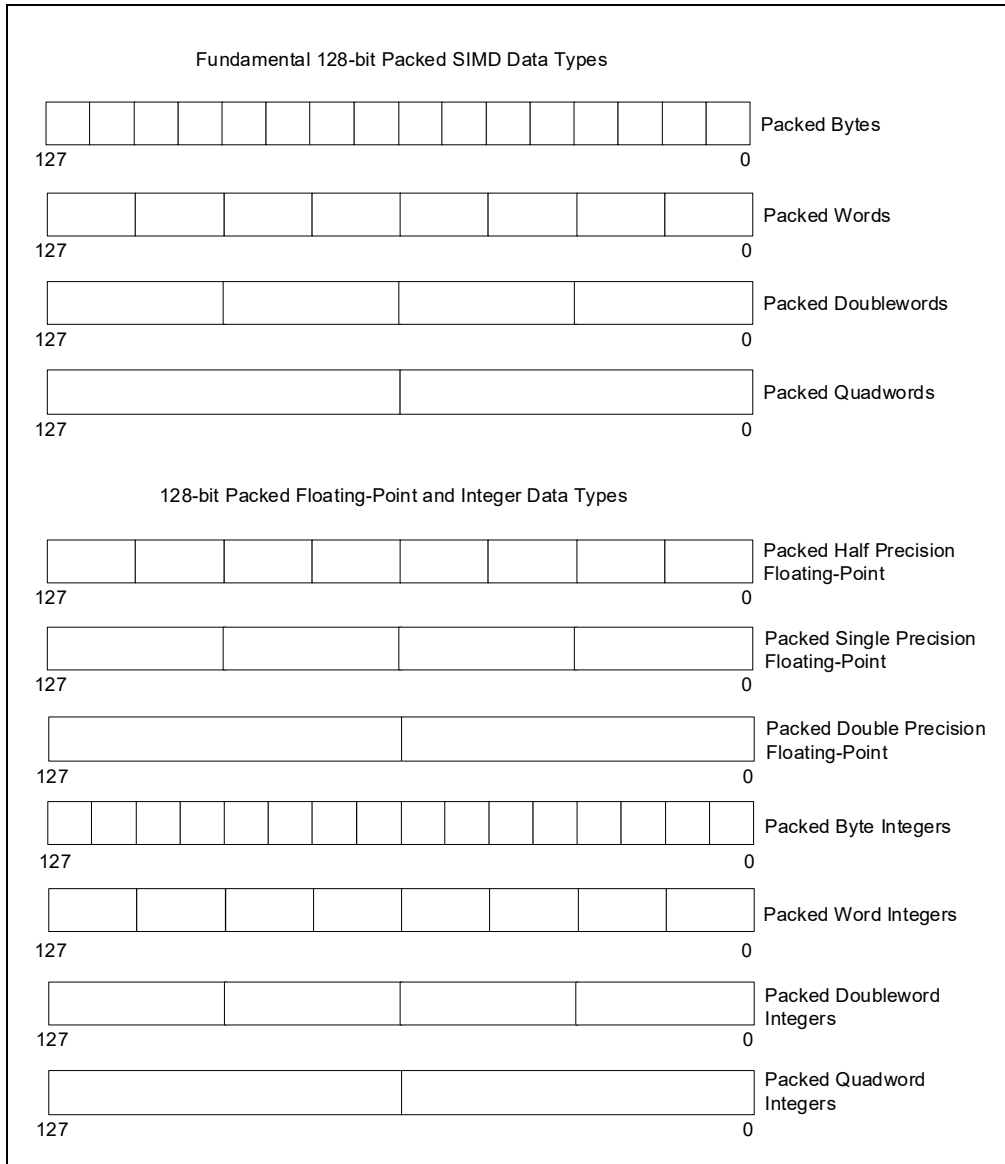 Fundamental 128-bit Packed SIMD Data Types
Packed Bytes
127 0
Packed Words
127 0
Packed Doublewords
127 0
Packed Quadwords
127 0
128-bit Packed Floating-Point and Integer Data Types
Packed Half Precision
Floating-Point
127 0
Packed Single Precision
Floating-Point
127 0
Packed Double Precision
Floating-Point
127 0
Packed Byte Integers
127 0
Packed Word Integers
127 0
Packed Doubleword
Integers
127 0
Packed Quadword
Integers
127 0